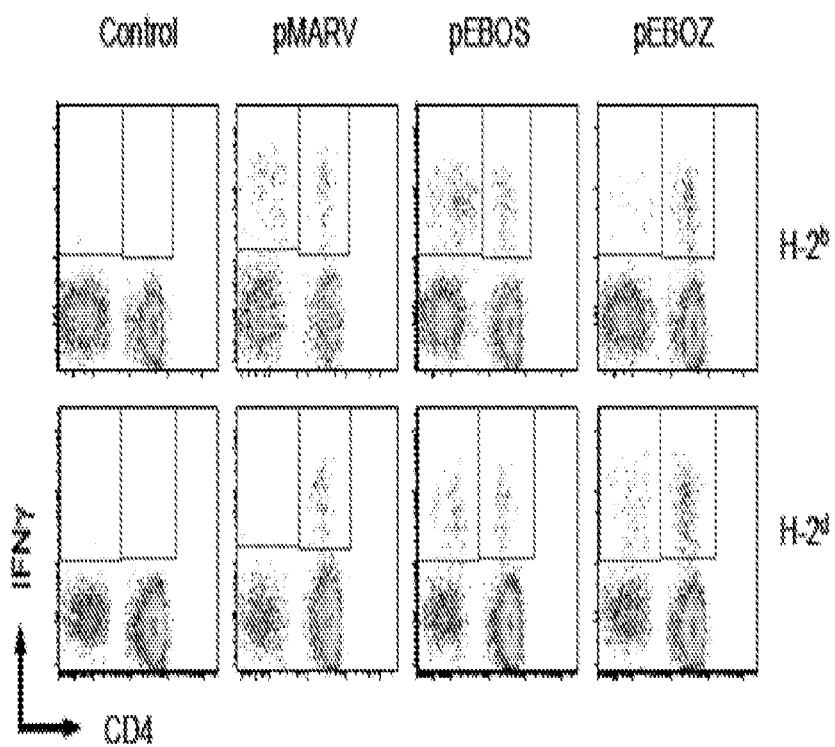 Control pMARV pEBOS pEBOZ
H-2ᵇ
H-2ᵈ
IFNγ
CD4